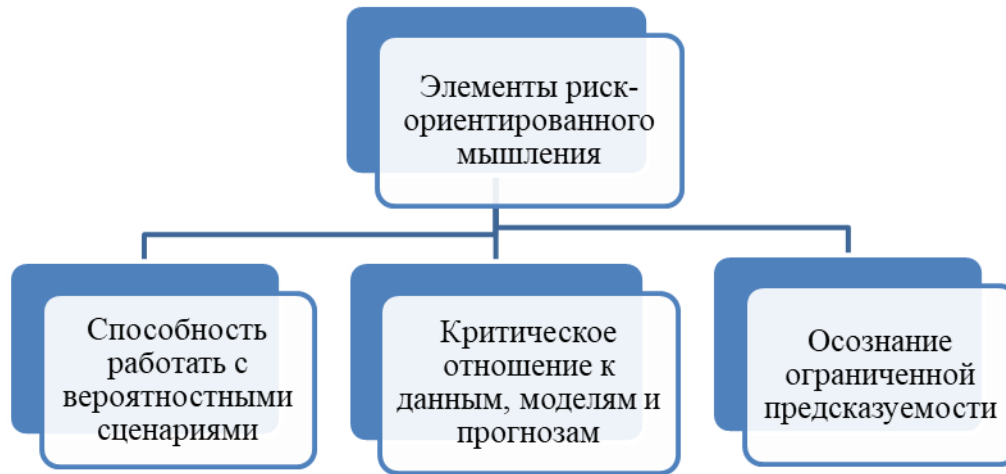 Элементы риск-
ориентированного
мышления
Способность
работать с
вероятностными
сценариями
Критическое
отношение к
данным, моделям и
прогнозам
Осознание
ограниченной
предсказуемости